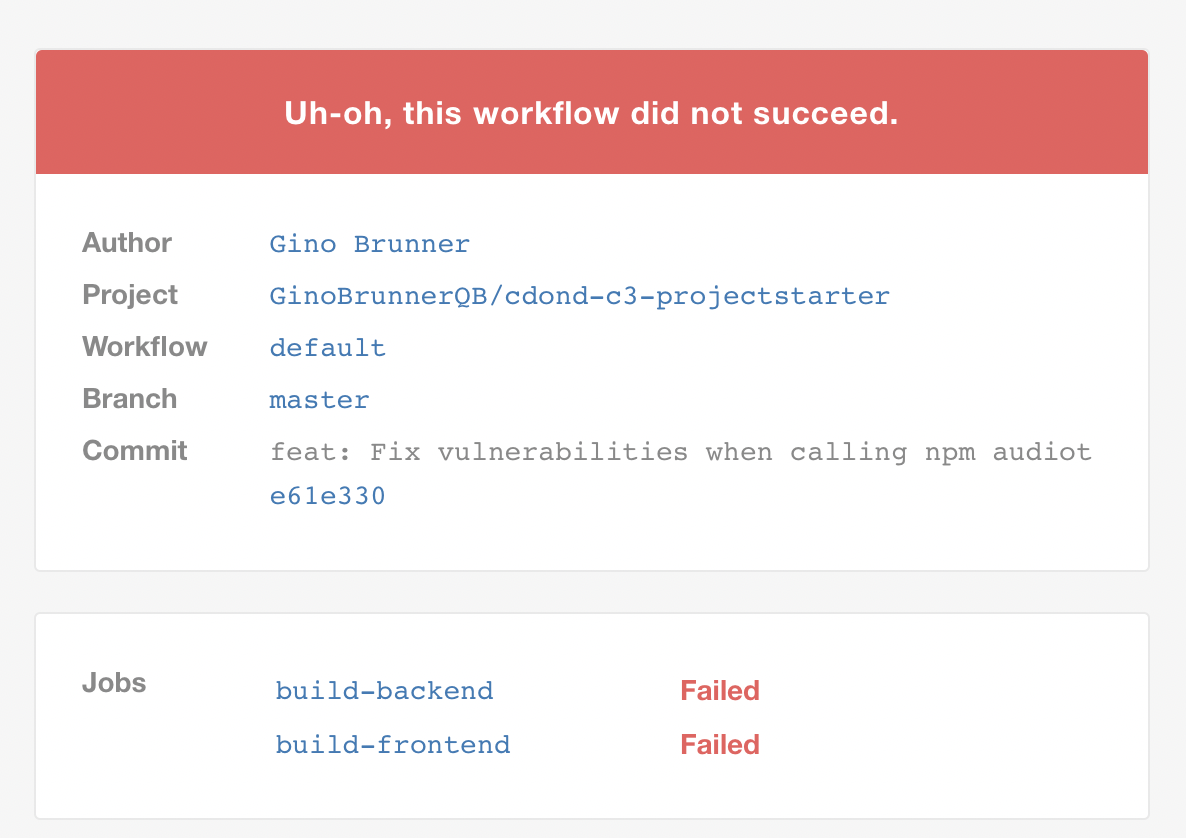 Uh-oh, this workflow did not succeed.
Author Gino Brunner
Project GinoBrunnerQB/cdond-c3-projectstarter
Workflow default
Branch master
Commit feat: Fix vulnerabilities when calling npm audiot
e61e330
Jobs build-backend Failed
build-frontend Failed